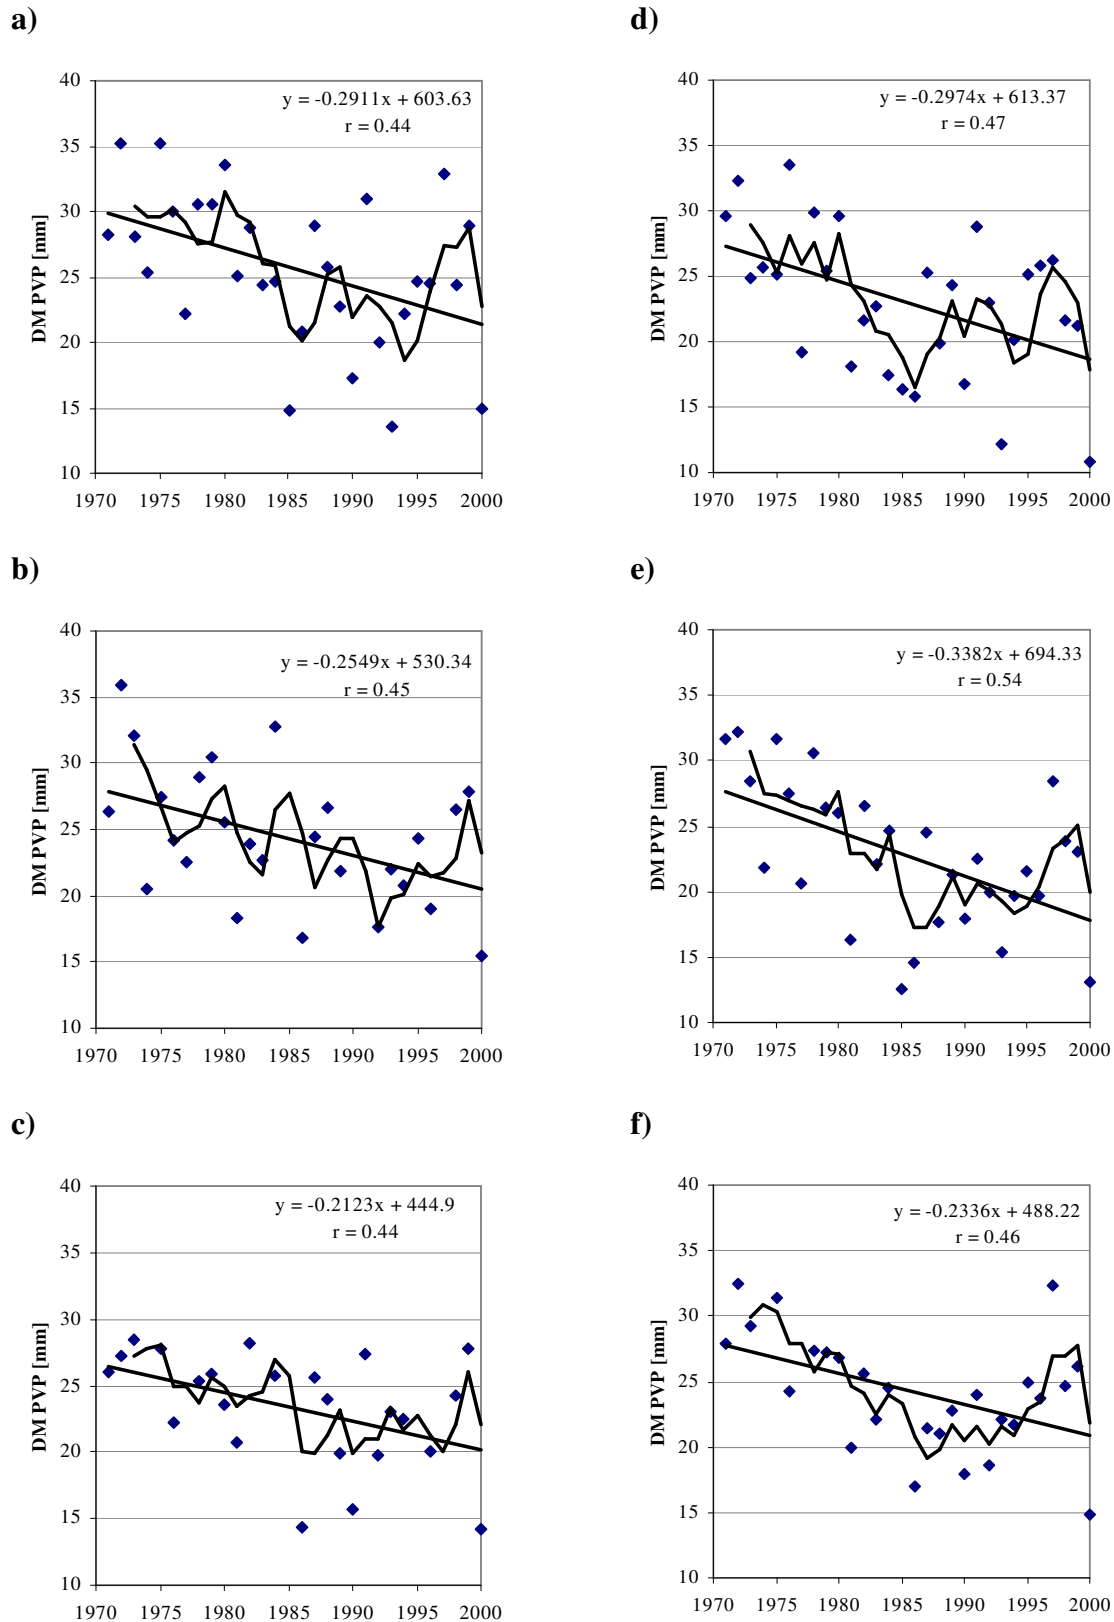 a)
40
35
30
25
20
15
10
DM PVP [mm]
y = -0.2911x + 603.63
r = 0.44
1970 1975 1980 1985 1990 1995 2000
d)
40
35
30
25
20
15
10
DM PVP [mm]
y = -0.2974x + 613.37
r = 0.47
1970 1975 1980 1985 1990 1995 2000
b)
40
35
30
25
20
15
10
DM PVP [mm]
y = -0.2549x + 530.34
r = 0.45
1970 1975 1980 1985 1990 1995 2000
e)
40
35
30
25
20
15
10
DM PVP [mm]
y = -0.3382x + 694.33
r = 0.54
1970 1975 1980 1985 1990 1995 2000
c)
40
35
30
25
20
15
10
DM PVP [mm]
y = -0.2123x + 444.9
r = 0.44
1970 1975 1980 1985 1990 1995 2000
f)
40
35
30
25
20
15
10
DM PVP [mm]
y = -0.2336x + 488.22
r = 0.46
1970 1975 1980 1985 1990 1995 2000